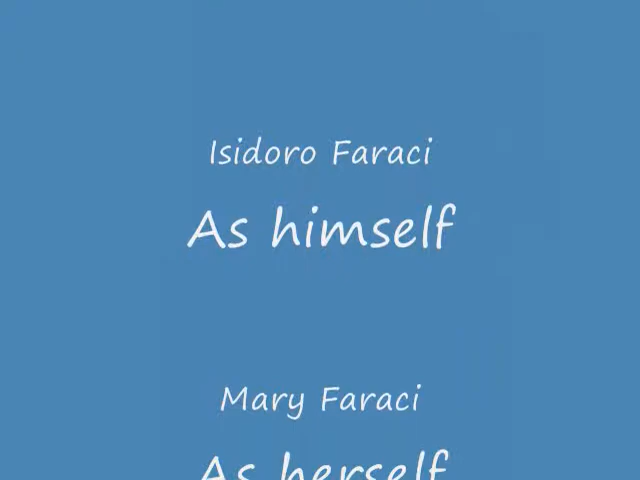 Isidoro Faraci
As himself
Mary Faraci
As herself